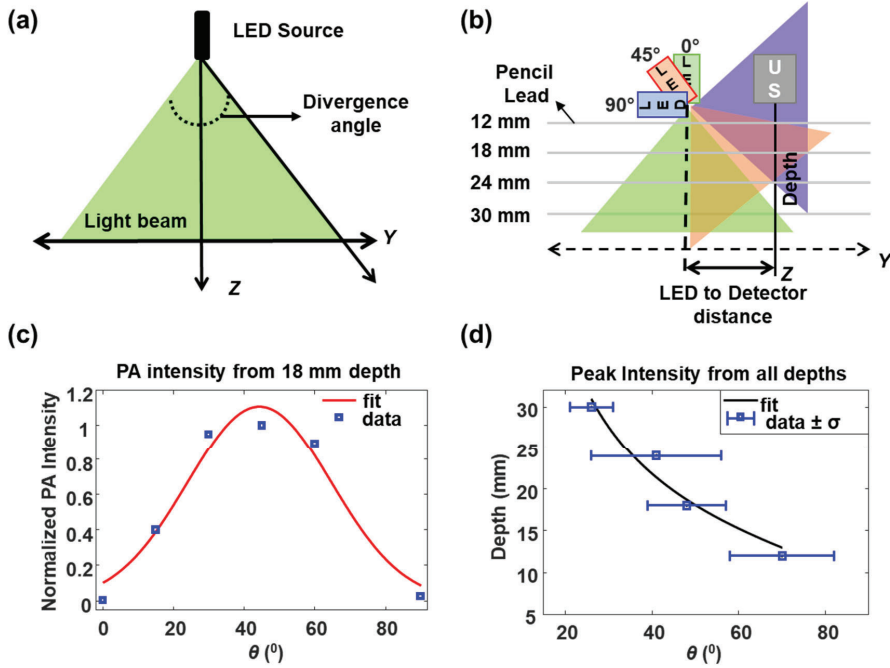 (a)
LED Source
Divergence
angle
Light beam
Y
Z
(b)
0°
45°
90°
LED
LED
LED
US
Pencil
Lead
12 mm
18 mm
24 mm
30 mm
Depth
Y
Z
LED to Detector
distance
(c)
PA intensity from 18 mm depth
Normalized PA Intensity
1.2
1
0.8
0.6
0.4
0.2
0
fit
data
0 20 40 60 80
θ (⁰)
(d)
Peak Intensity from all depths
Depth (mm)
30
25
20
15
10
5
fit
data ± σ
20 40 60 80
θ (⁰)